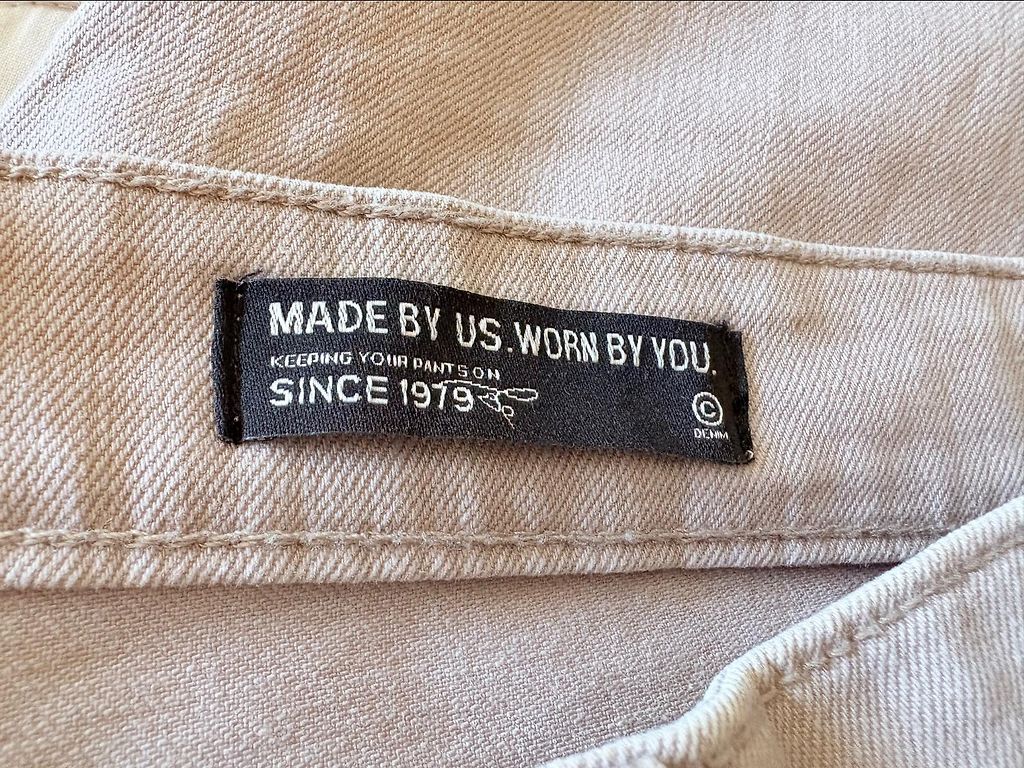 MADE BY US. WORN BY YOU.
KEEPING YOUR PANTS ON
SINCE 1979
©
DENIM